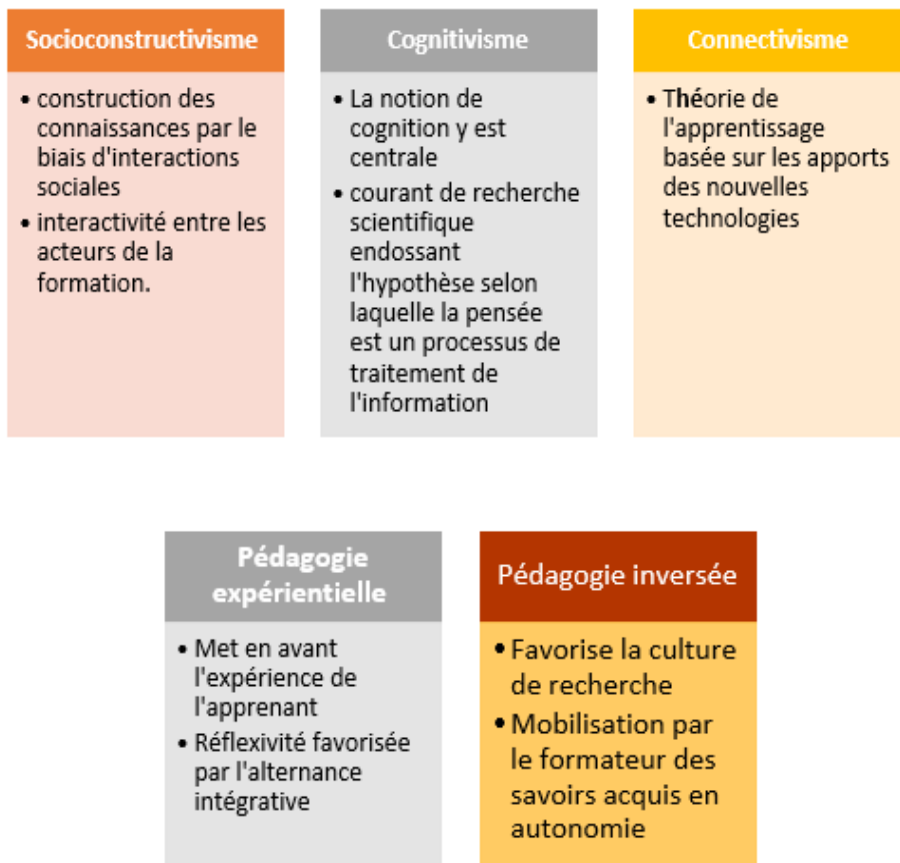 Socioconstructivisme
• construction des
connaissances par le
biais d'interactions
sociales
• interactivité entre les
acteurs de la
formation.
Cognitivisme
• La notion de
cognition y est
centrale
• courant de recherche
scientifique
endossant
l'hypothèse selon
laquelle la pensée
est un processus de
traitement de
l'information
Connectivisme
• Théorie de
l'apprentissage
basée sur les apports
des nouvelles
technologies
Pédagogie
expérientielle
• Met en avant
l'expérience de
l'apprenant
• Réflexivité favorisée
par l'alternance
intégrative
Pédagogie inversée
• Favorise la culture
de recherche
• Mobilisation par
le formateur des
savoirs acquis en
autonomie